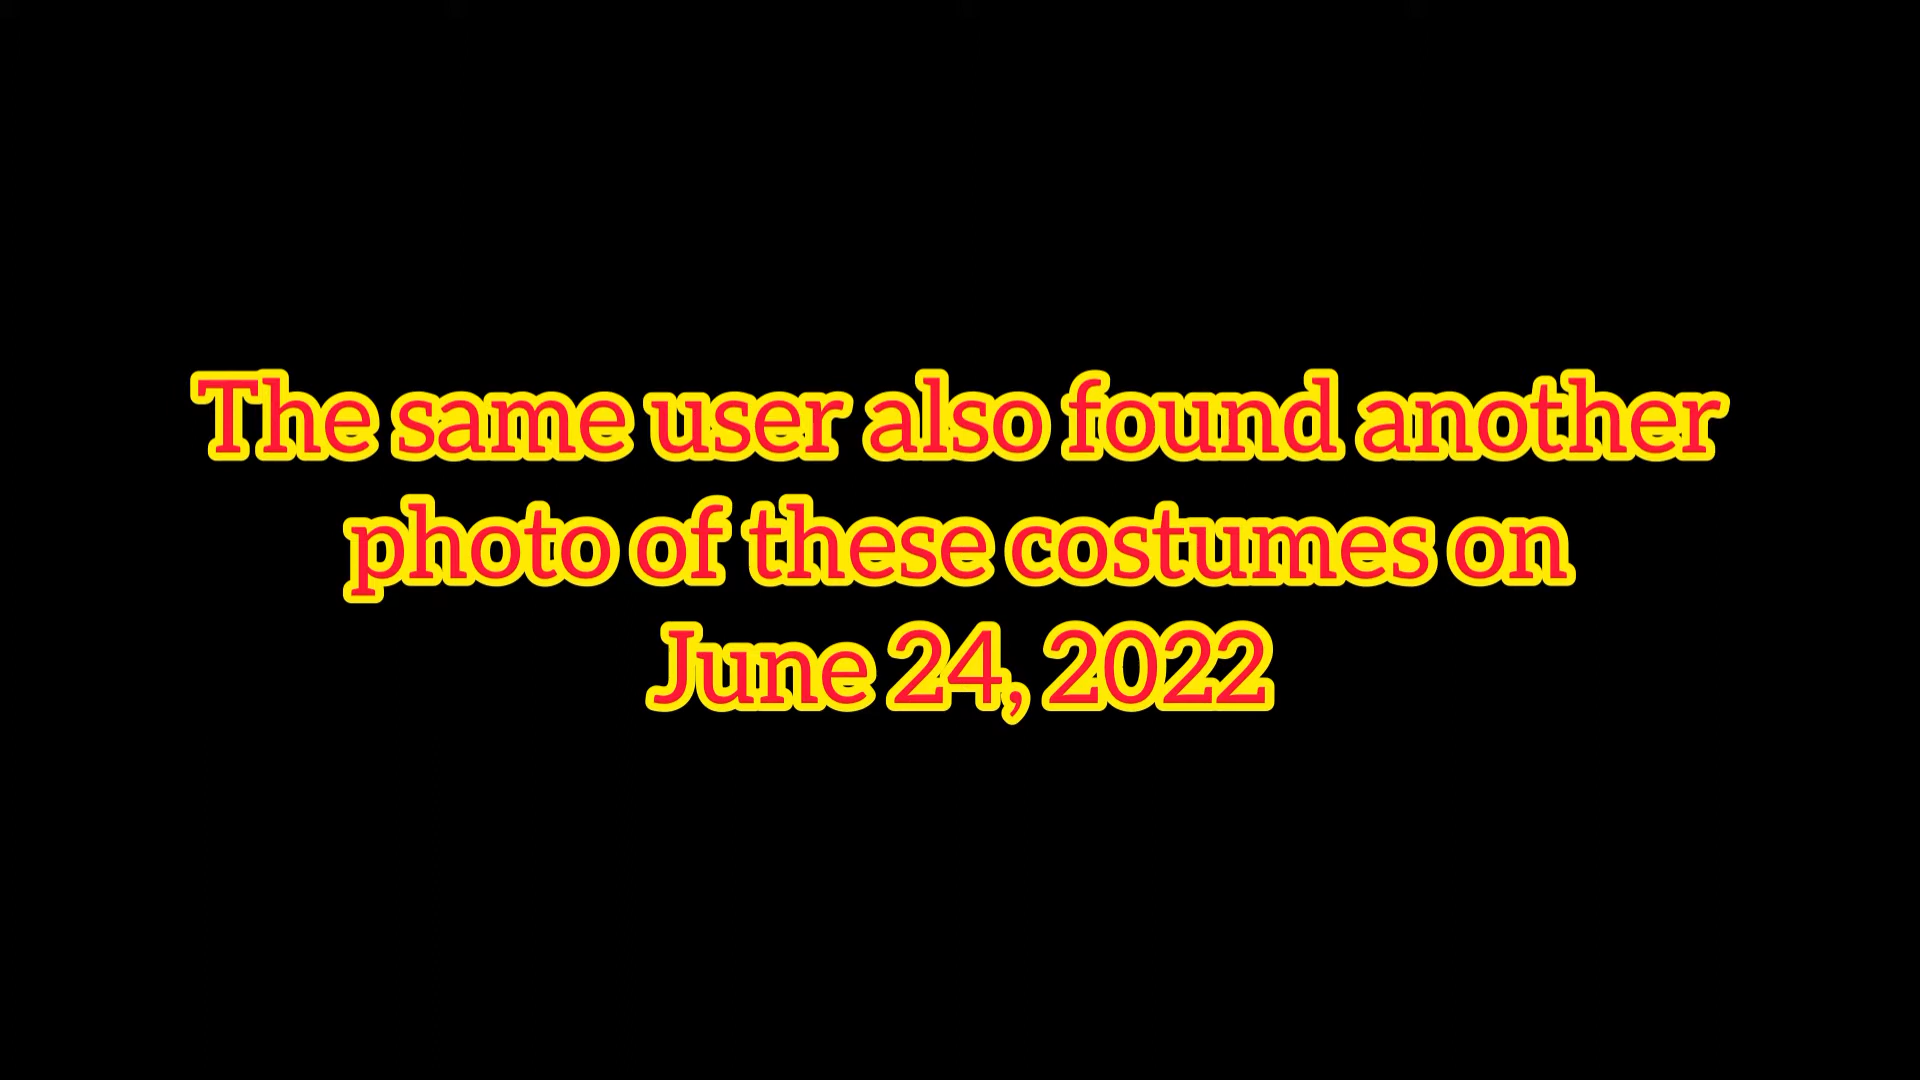 The same user also found another
photo of these costumes on
June 24, 2022